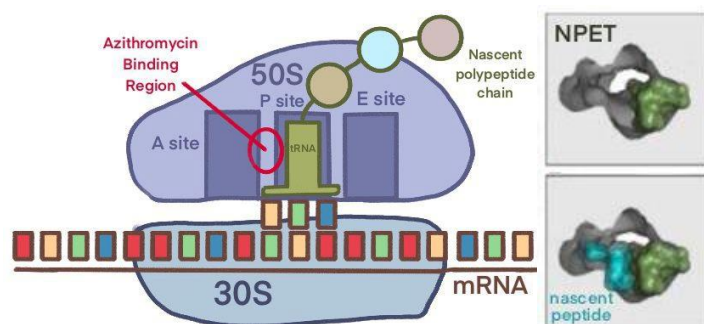 Azithromycin
Binding
Region
50S
Nascent
polypeptide
chain
P site
E site
A site
tRNA
30S
mRNA
NPET
nascent
peptide